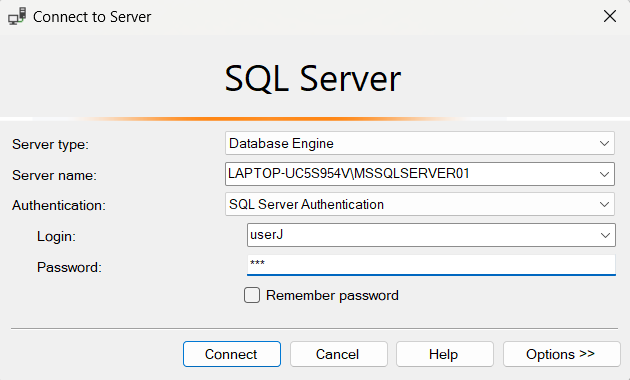 Connect to Server
SQL Server
Server type: Database Engine
Server name: LAPTOP-UC5S954V\MSSQLSERVER01
Authentication: SQL Server Authentication
Login: userJ
Password: ***
Remember password
Connect Cancel Help Options >>